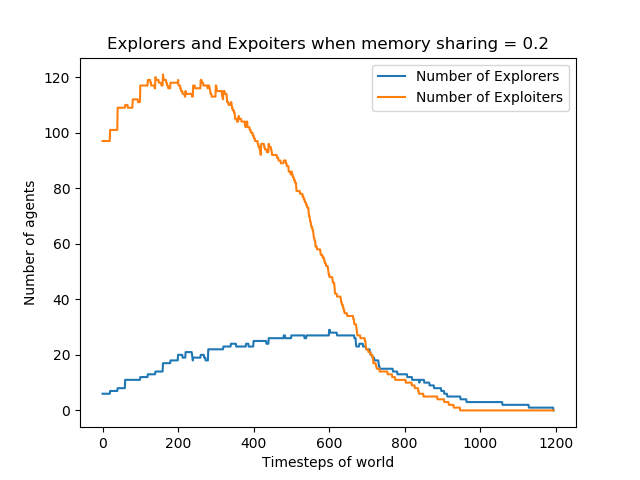 Explorers and Expoiters when memory sharing = 0.2
Number of Explorers
Number of Exploiters
Number of agents
120
100
80
60
40
20
0
0 200 400 600 800 1000 1200
Timesteps of world